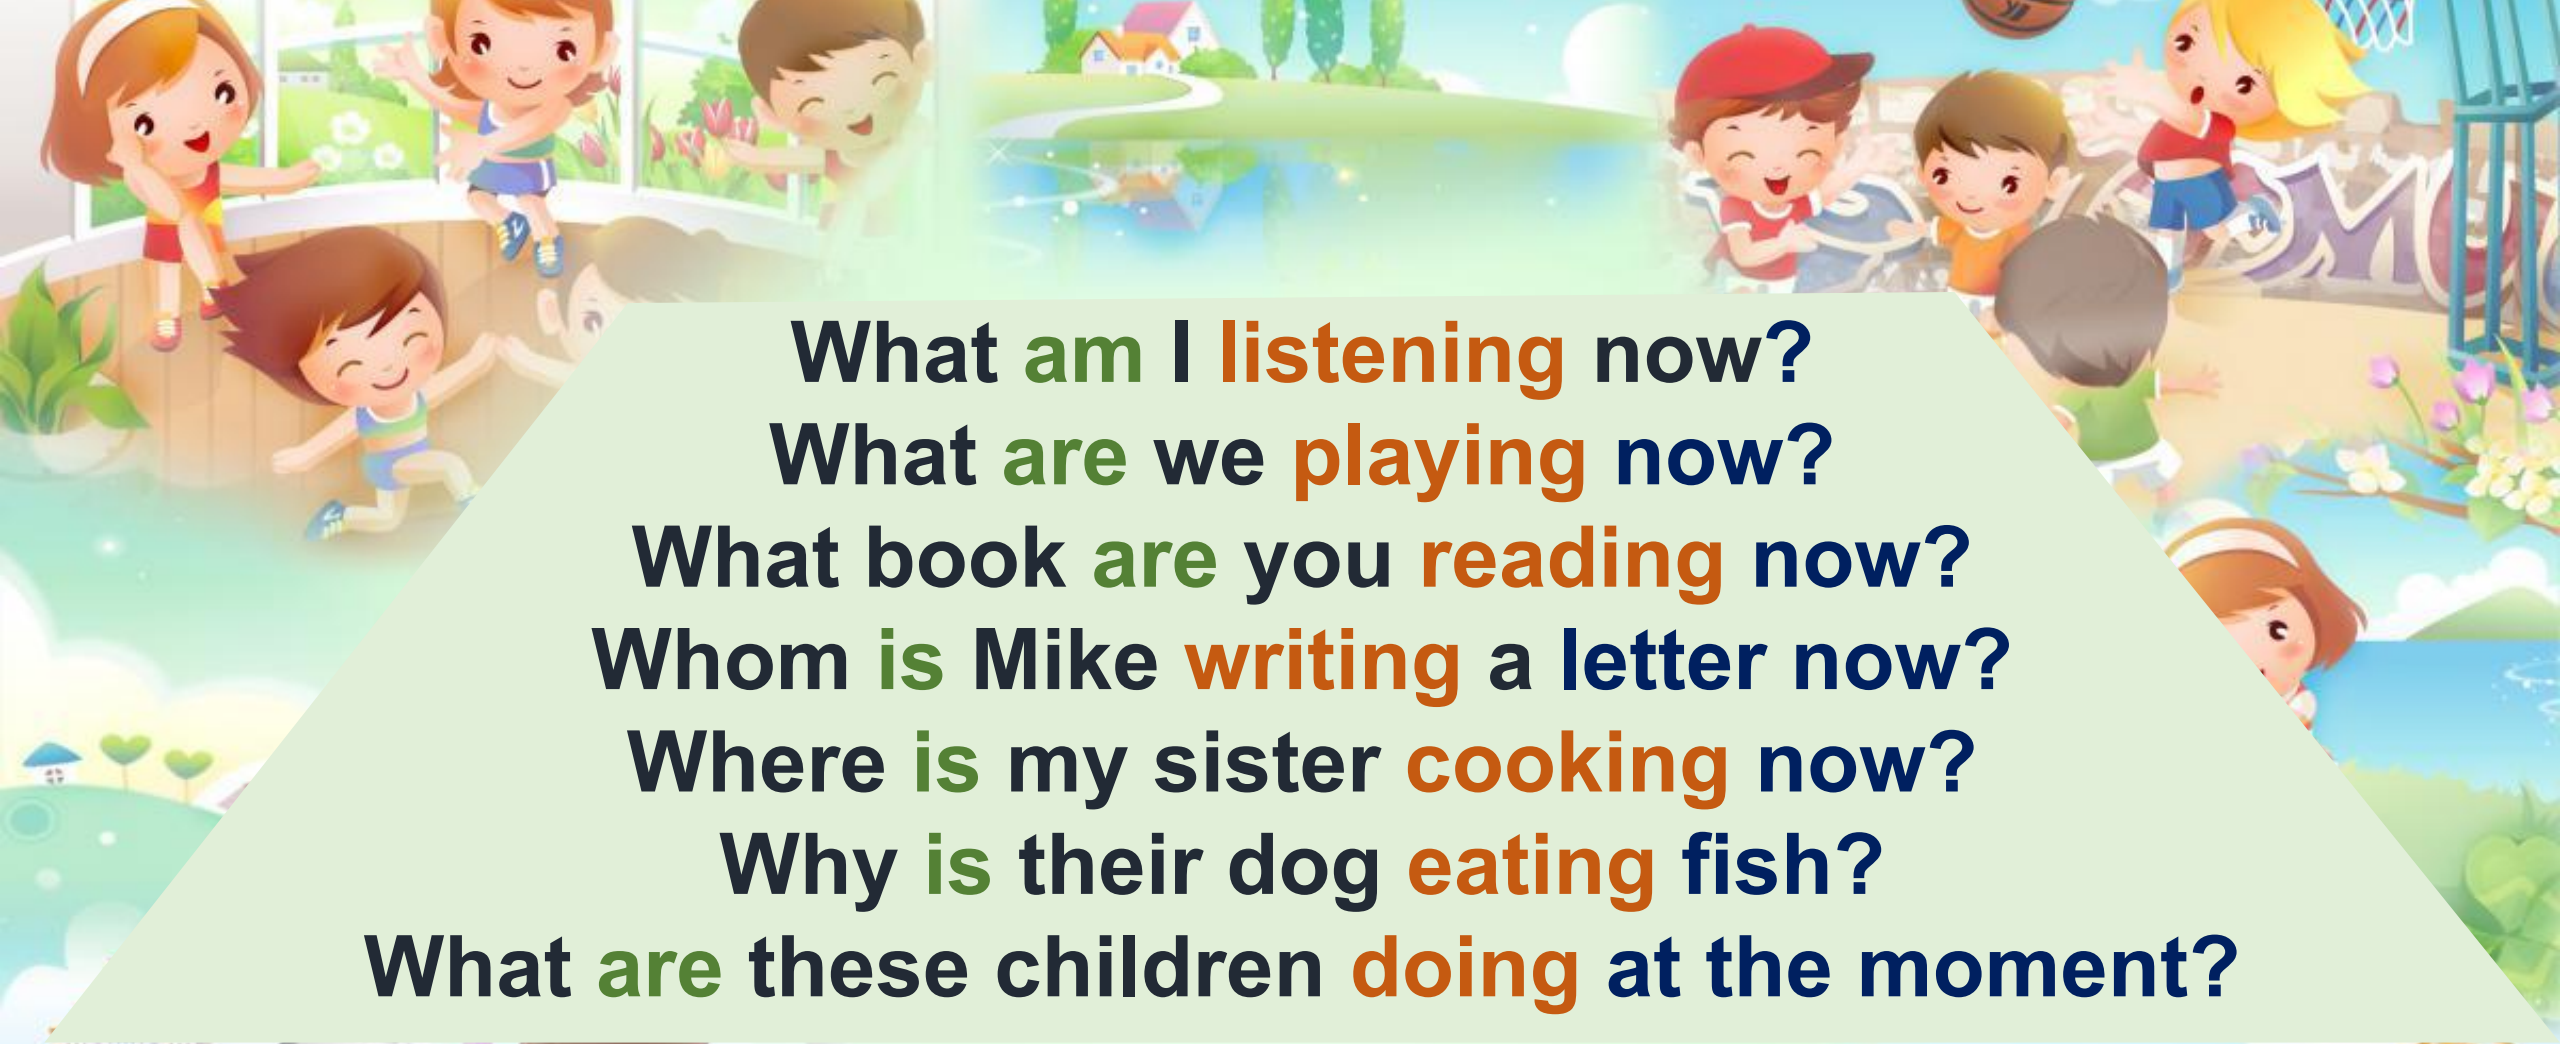 What am I listening now?
What are we playing now?
What book are you reading now?
Whom is Mike writing a letter now?
Where is my sister cooking now?
Why is their dog eating fish?
What are these children doing at the moment?